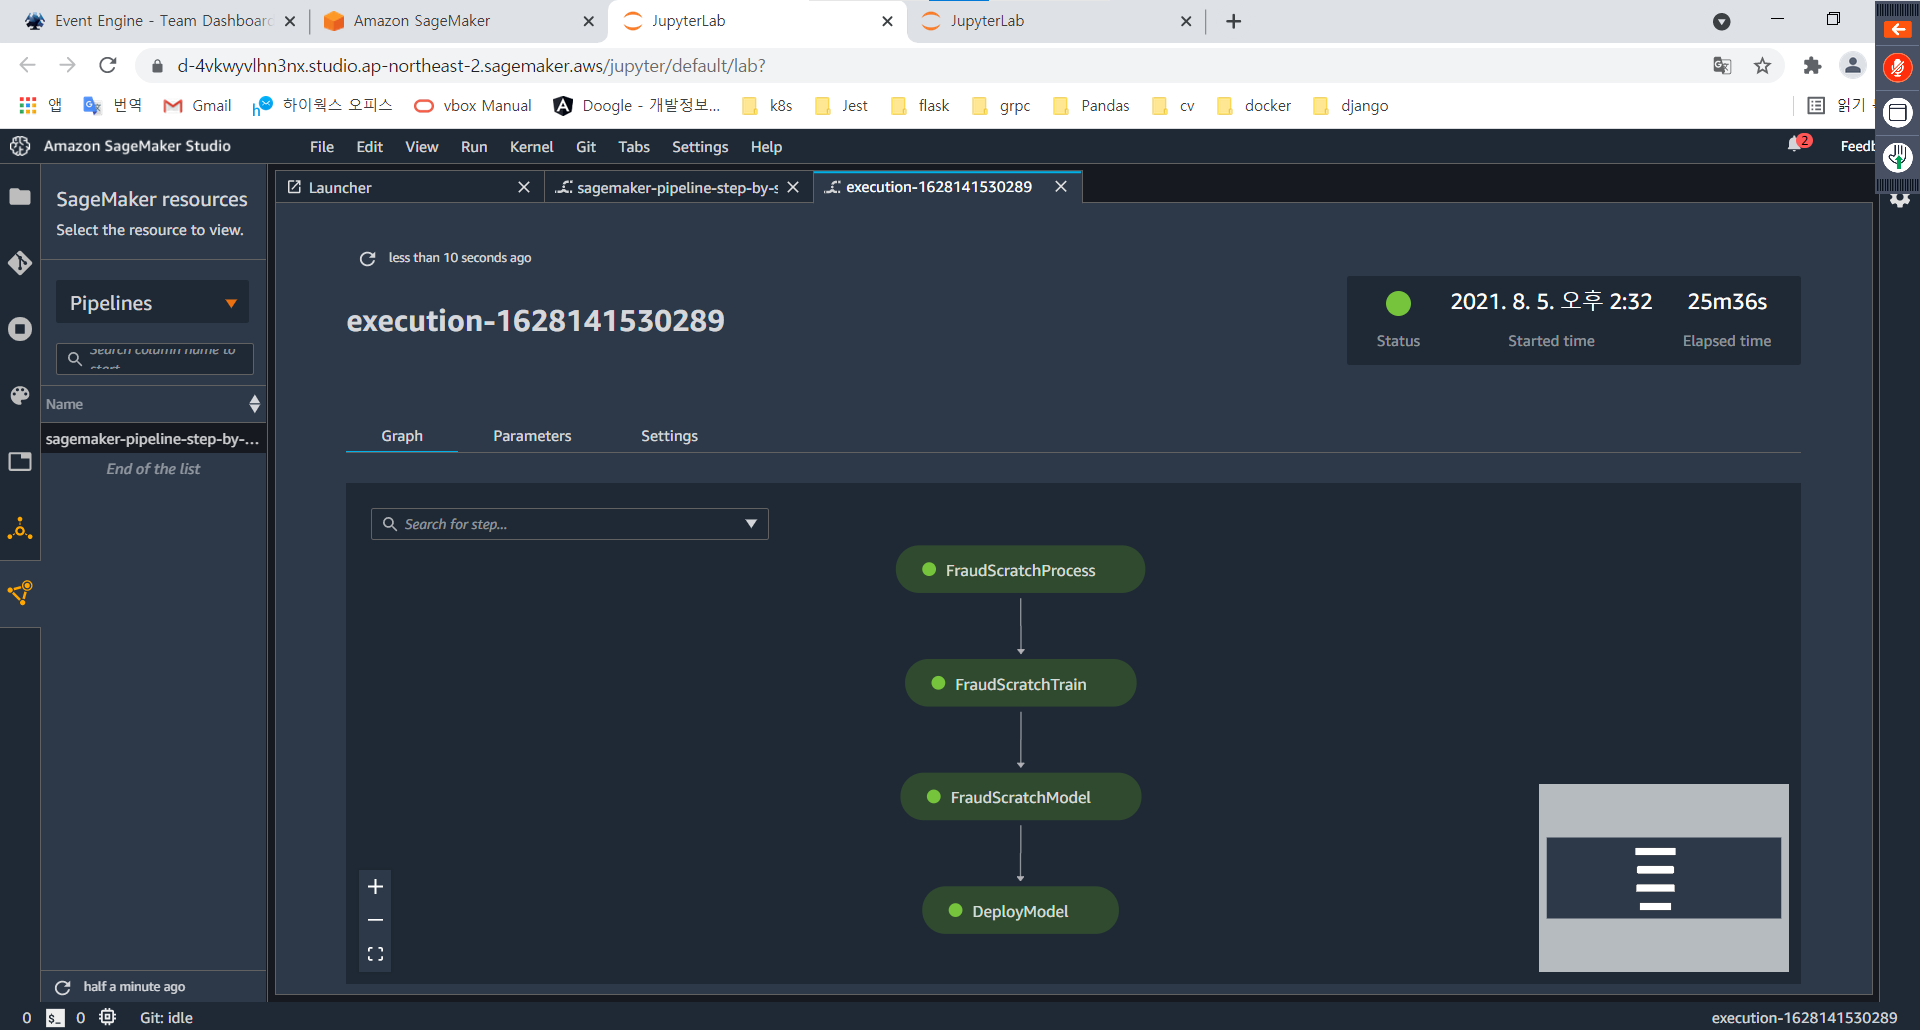 Event Engine - Team Dashboard
Amazon SageMaker
JupyterLab
JupyterLab
d-4vkwyvlhn3nx.studio.ap-northeast-2.sagemaker.aws/jupyter/default/lab?
앱
번역
Gmail
하이웍스 오피스
vbox Manual
Doogle - 개발정보...
k8s
Jest
flask
grpc
Pandas
cv
docker
django
읽기
Amazon SageMaker Studio
File Edit View Run Kernel Git Tabs Settings Help
2
Feedb
SageMaker resources
Select the resource to view.
Pipelines
Search column name to
start
Name
sagemaker-pipeline-step-by-...
End of the list
half a minute ago
Launcher
sagemaker-pipeline-step-by-s
execution-1628141530289
less than 10 seconds ago
execution-1628141530289
2021. 8. 5. 오후 2:32
25m36s
Status
Started time
Elapsed time
Graph
Parameters
Settings
Search for step...
FraudScratchProcess
FraudScratchTrain
FraudScratchModel
DeployModel
0
$_
0
Git: idle
execution-1628141530289